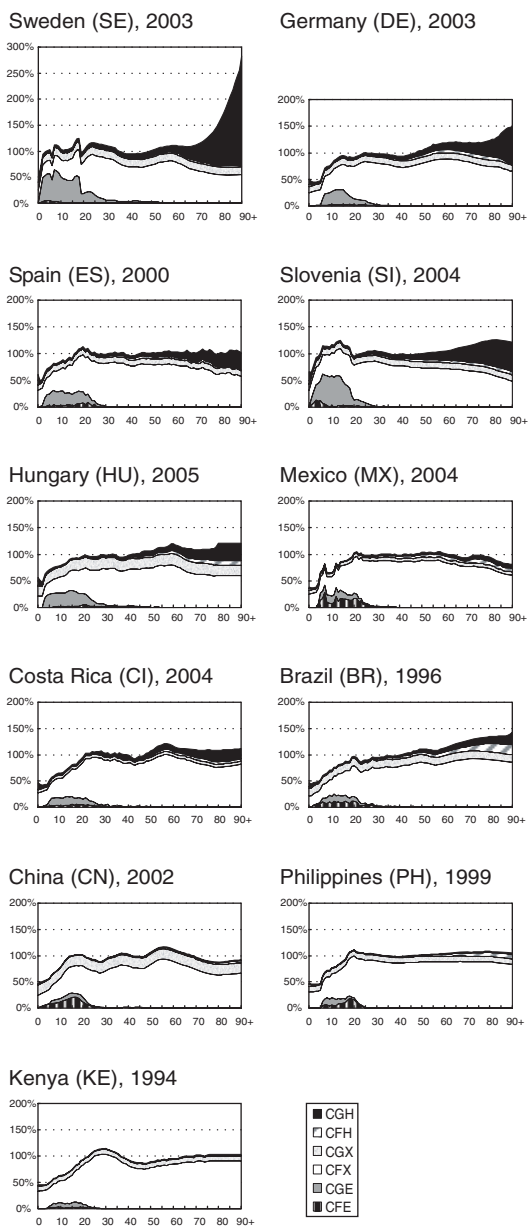 Sweden (SE), 2003
300%
250%
200%
150%
100%
50%
0%
0 10 20 30 40 50 60 70 80 90+
Germany (DE), 2003
200%
150%
100%
50%
0%
0 10 20 30 40 50 60 70 80 90+
Spain (ES), 2000
200%
150%
100%
50%
0%
0 10 20 30 40 50 60 70 80 90+
Slovenia (SI), 2004
200%
150%
100%
50%
0%
0 10 20 30 40 50 60 70 80 90+
Hungary (HU), 2005
200%
150%
100%
50%
0%
0 10 20 30 40 50 60 70 80 90+
Mexico (MX), 2004
200%
150%
100%
50%
0%
0 10 20 30 40 50 60 70 80 90+
Costa Rica (CI), 2004
200%
150%
100%
50%
0%
0 10 20 30 40 50 60 70 80 90+
Brazil (BR), 1996
200%
150%
100%
50%
0%
0 10 20 30 40 50 60 70 80 90+
China (CN), 2002
200%
150%
100%
50%
0%
0 10 20 30 40 50 60 70 80 90+
Philippines (PH), 1999
200%
150%
100%
50%
0%
0 10 20 30 40 50 60 70 80 90+
Kenya (KE), 1994
200%
150%
100%
50%
0%
0 10 20 30 40 50 60 70 80 90+
CGH
CFH
CGX
CFX
CGE
CFE